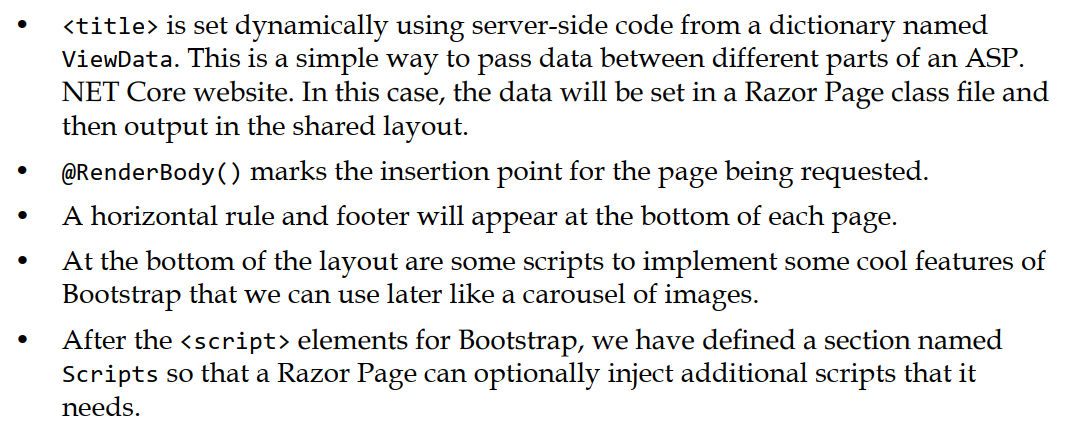 • <title> is set dynamically using server-side code from a dictionary named
ViewData. This is a simple way to pass data between different parts of an ASP.
NET Core website. In this case, the data will be set in a Razor Page class file and
then output in the shared layout.
• @RenderBody() marks the insertion point for the page being requested.
• A horizontal rule and footer will appear at the bottom of each page.
• At the bottom of the layout are some scripts to implement some cool features of
Bootstrap that we can use later like a carousel of images.
• After the <script> elements for Bootstrap, we have defined a section named
Scripts so that a Razor Page can optionally inject additional scripts that it
needs.